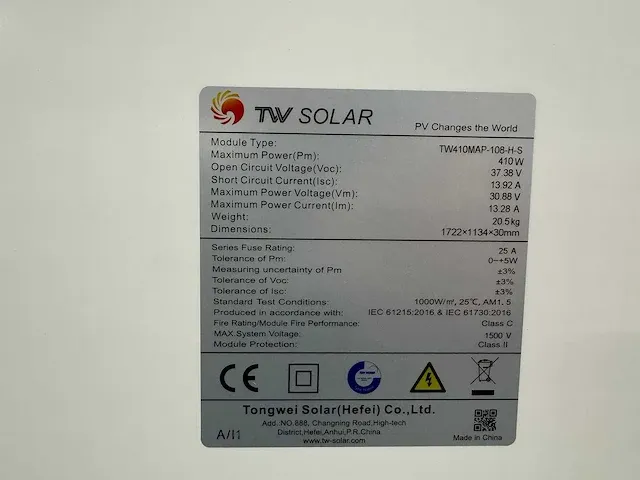 TW SOLAR
PV Changes the World
Module Type: TW410MAP-108-H-S
Maximum Power(Pm): 410 W
Open Circuit Voltage(Voc): 37.38 V
Short Circuit Current(Isc): 13.92 A
Maximum Power Voltage(Vm): 30.88 V
Maximum Power Current(Im): 13.28 A
Weight: 20.5kg
Dimensions: 1722×1134×30mm
Series Fuse Rating: 25 A
Tolerance of Pm: 0~+5W
Measuring uncertainty of Pm ±3%
Tolerance of Voc: ±3%
Tolerance of Isc: ±3%
Standard Test Conditions: 1000W/㎡, 25℃, AM1.5
Produced in accordance with: IEC 61215:2016 & IEC 61730:2016
Fire Rating/Module Fire Performance: Class C
MAX.System Voltage: 1500 V
Module Protection: Class II
CE
Tongwei Solar(Hefei) Co.,Ltd.
Add.:NO.888, Changning Road,High-tech
District,Hefei,Anhui,P.R.China
www.tw-solar.com
A/I1
Made in China